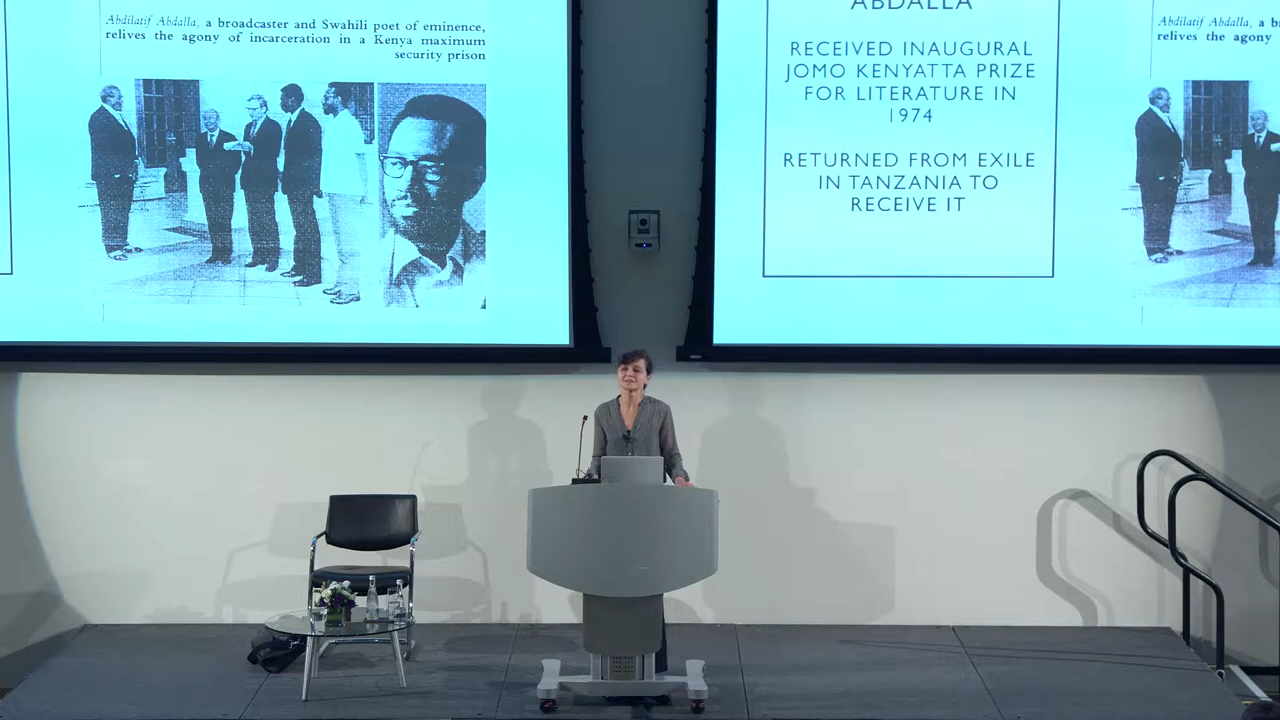 Abdilatif Abdalla, a broadcaster and Swahili poet of eminence,
relives the agony of incarceration in a Kenya maximum
security prison
ABDALLA
RECEIVED INAUGURAL
JOMO KENYATTA PRIZE
FOR LITERATURE IN
1974
RETURNED FROM EXILE
IN TANZANIA TO
RECEIVE IT
Abdilatif Abdalla, a b
relives the agony